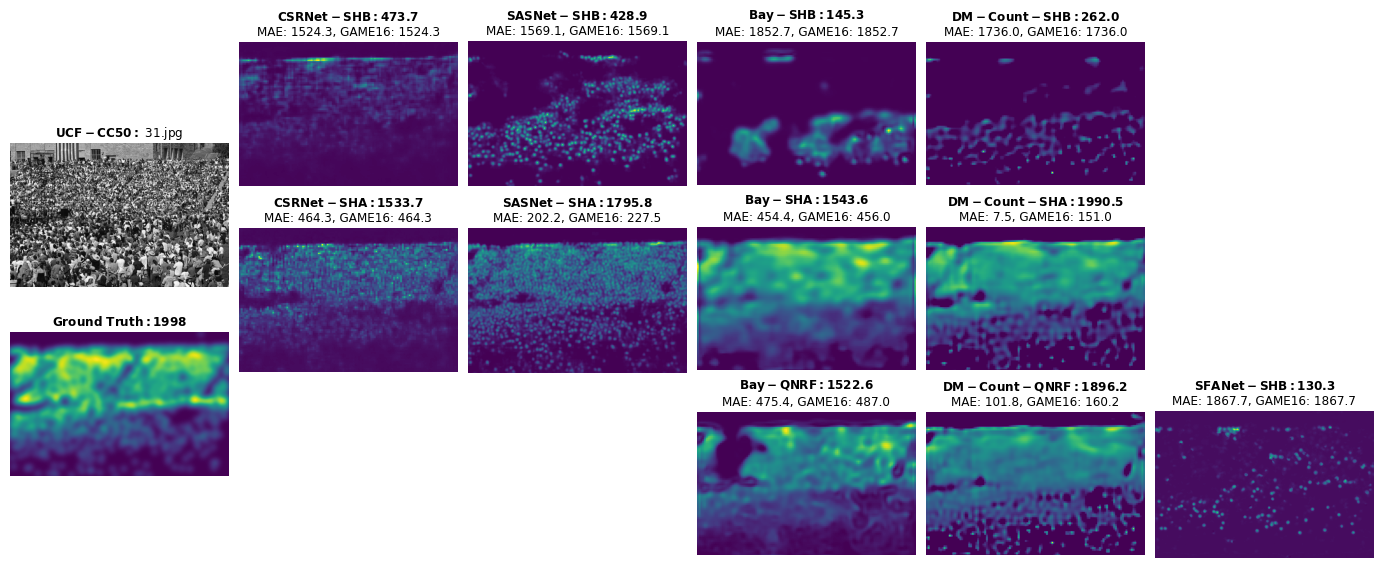 CSRNet − SHB : 473.7
MAE: 1524.3, GAME16: 1524.3
SASNet − SHB : 428.9
MAE: 1569.1, GAME16: 1569.1
Bay − SHB : 145.3
MAE: 1852.7, GAME16: 1852.7
DM − Count − SHB : 262.0
MAE: 1736.0, GAME16: 1736.0
UCF − CC50 : 31.jpg
CSRNet − SHA : 1533.7
MAE: 464.3, GAME16: 464.3
SASNet − SHA : 1795.8
MAE: 202.2, GAME16: 227.5
Bay − SHA : 1543.6
MAE: 454.4, GAME16: 456.0
DM − Count − SHA : 1990.5
MAE: 7.5, GAME16: 151.0
Ground Truth : 1998
Bay − QNRF : 1522.6
MAE: 475.4, GAME16: 487.0
DM − Count − QNRF : 1896.2
MAE: 101.8, GAME16: 160.2
SFANet − SHB : 130.3
MAE: 1867.7, GAME16: 1867.7